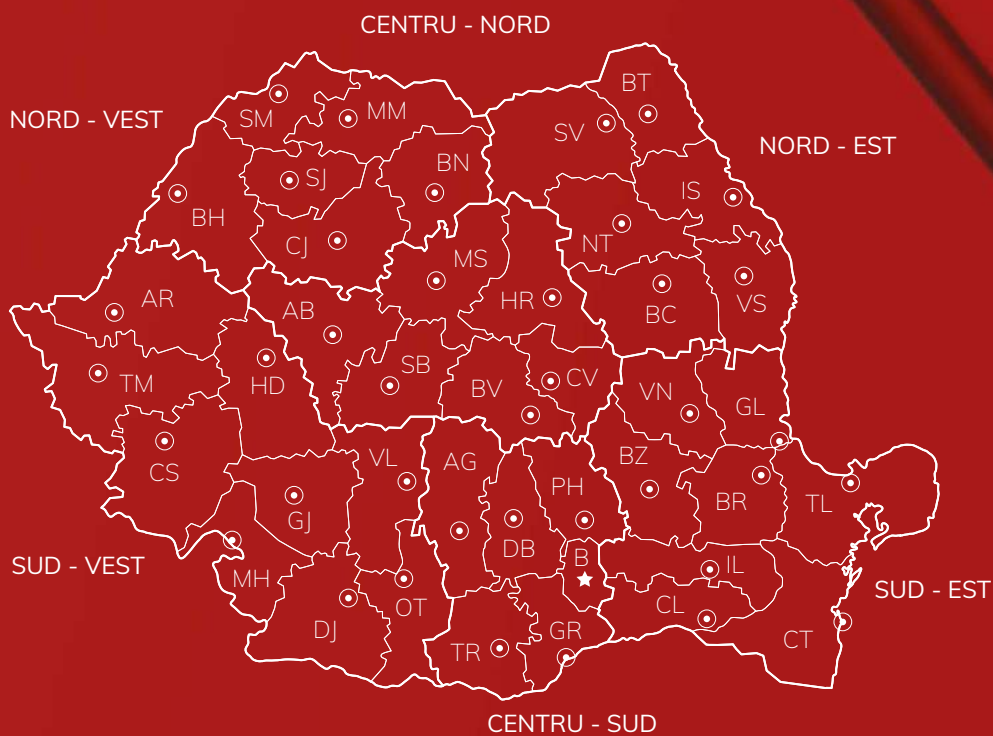 CENTRU - NORD
BT
SM
MM
NORD - VEST
SV
NORD - EST
BN
SJ
IS
BH
CJ
NT
MS
AR
AB
HR
BC
VS
TM
HD
SB
BV
CV
VN
GL
CS
VL
AG
BZ
PH
GJ
BR
TL
DB
B
SUD - VEST
MH
IL
SUD - EST
OT
CL
DJ
GR
CT
TR
CENTRU - SUD